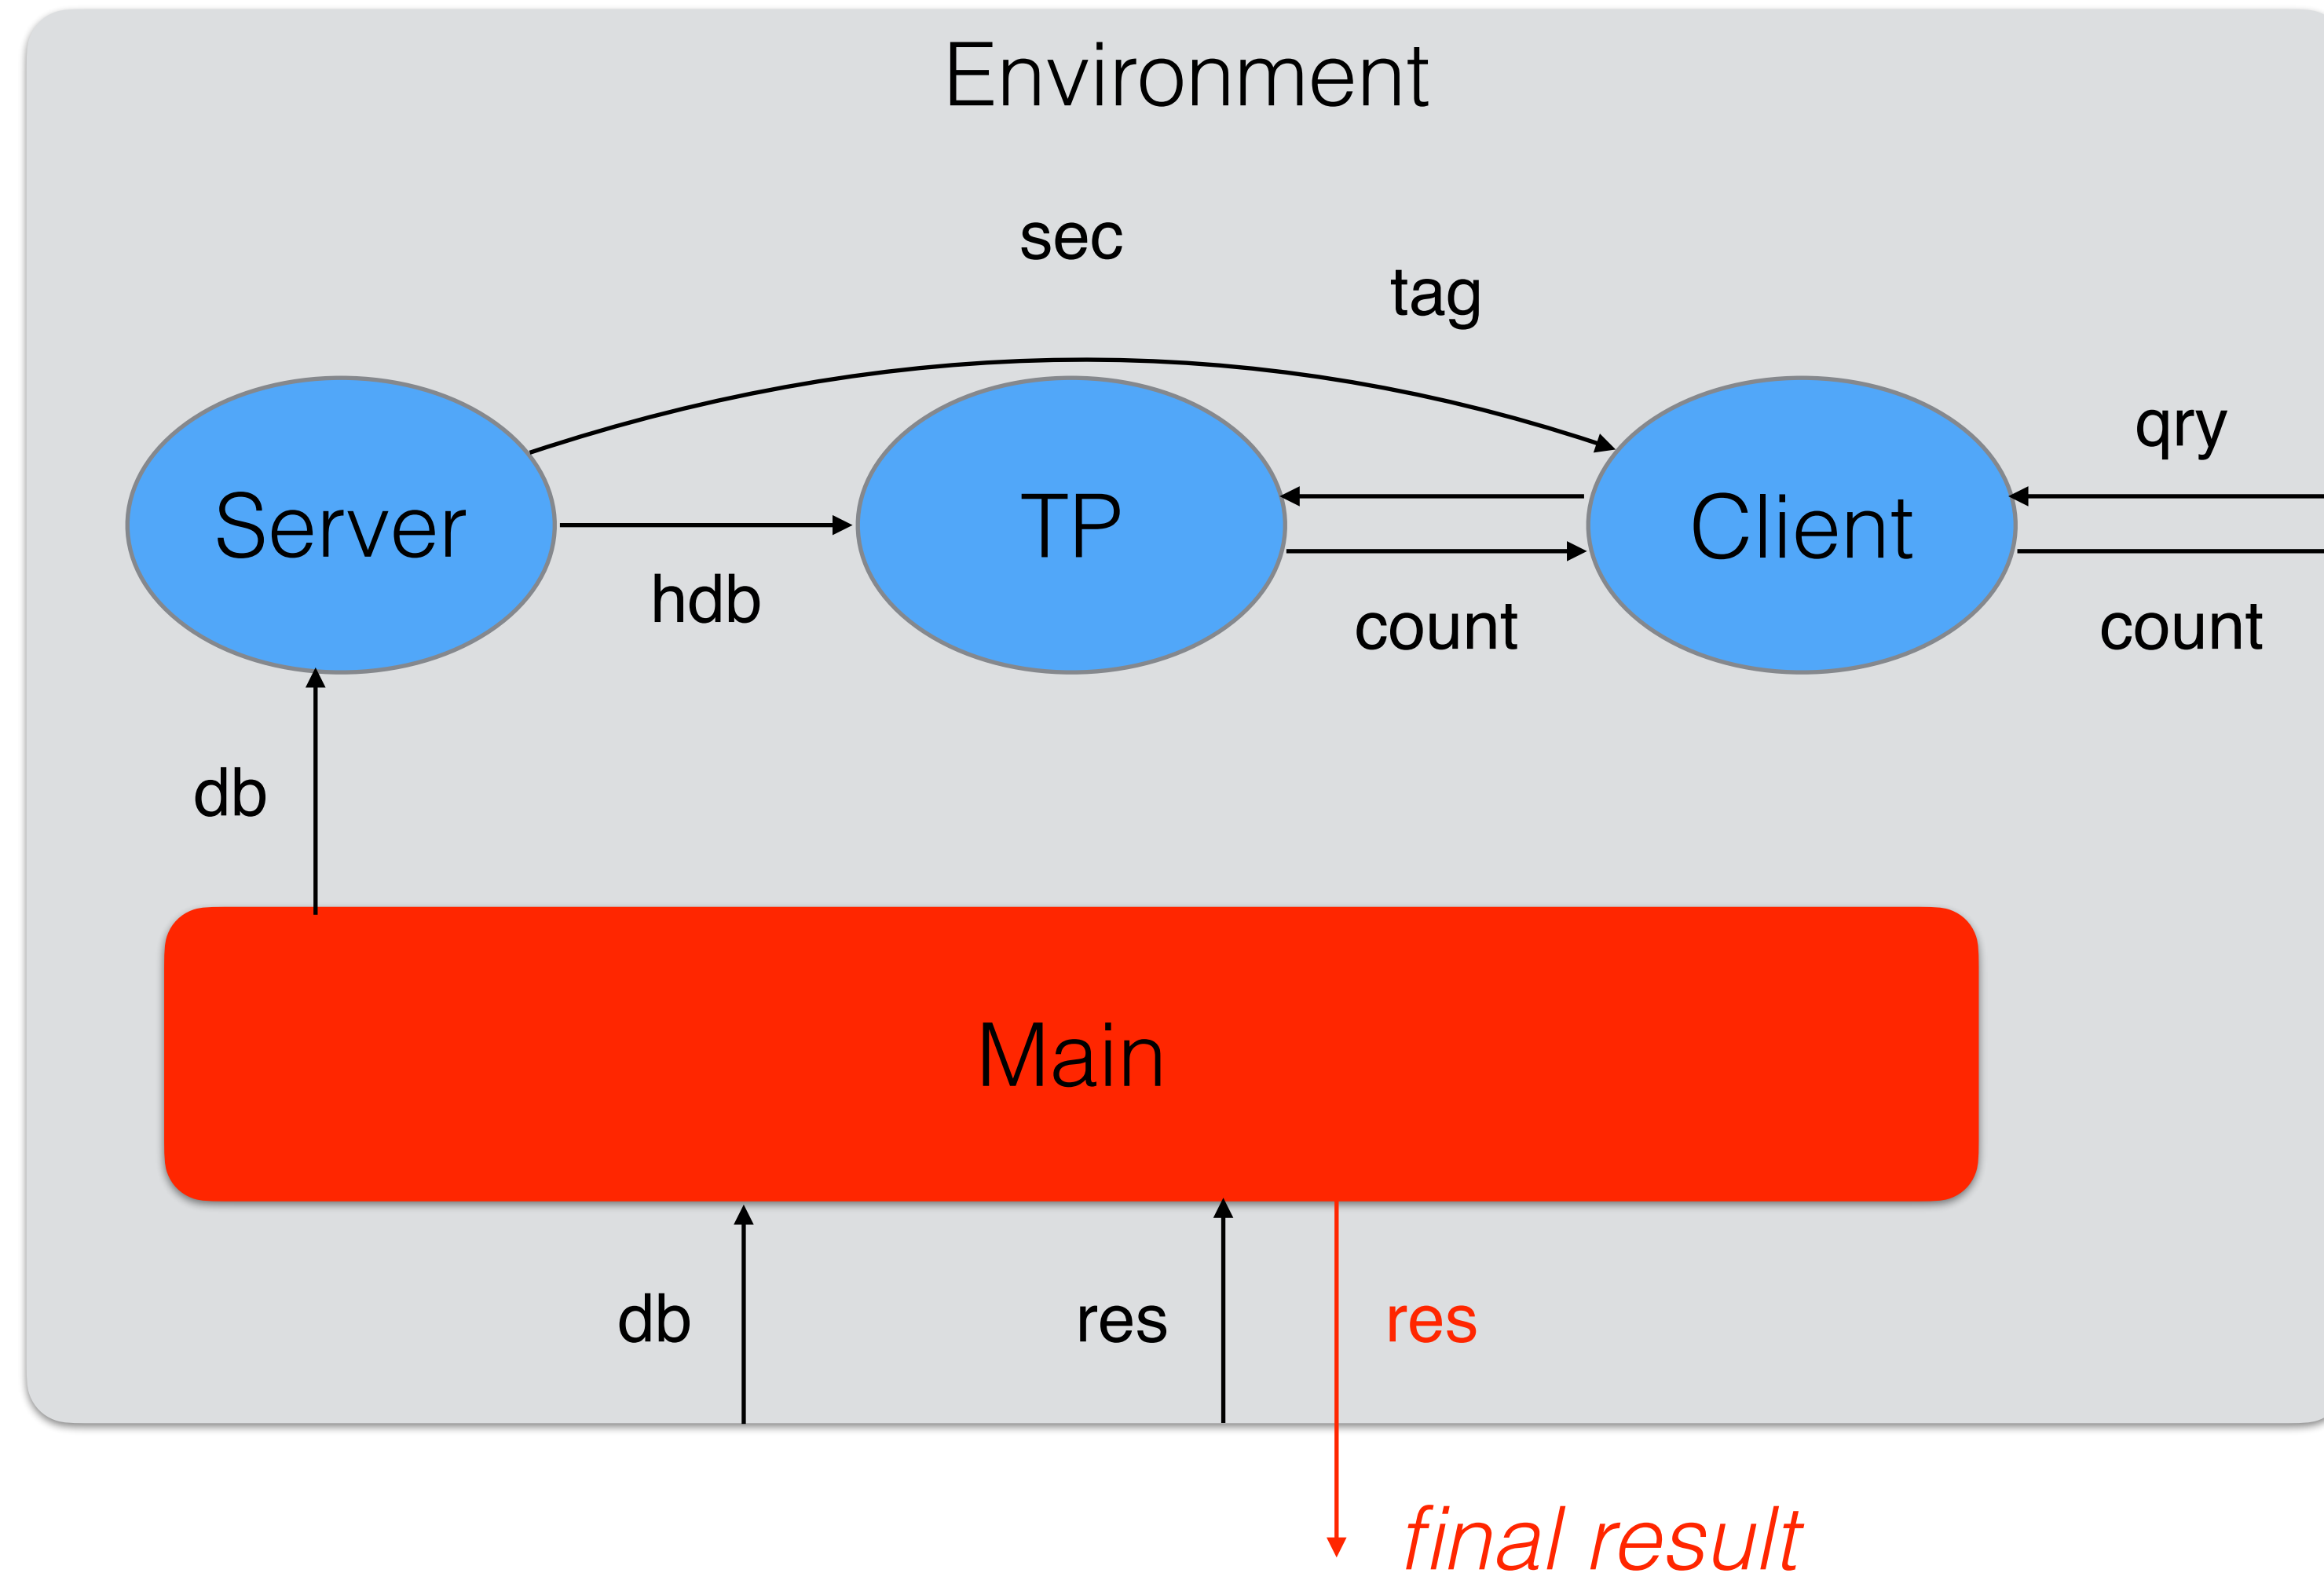 Environment
sec
tag
qry
Server
TP
Client
hdb
count
count
db
Main
db
res
res
final result